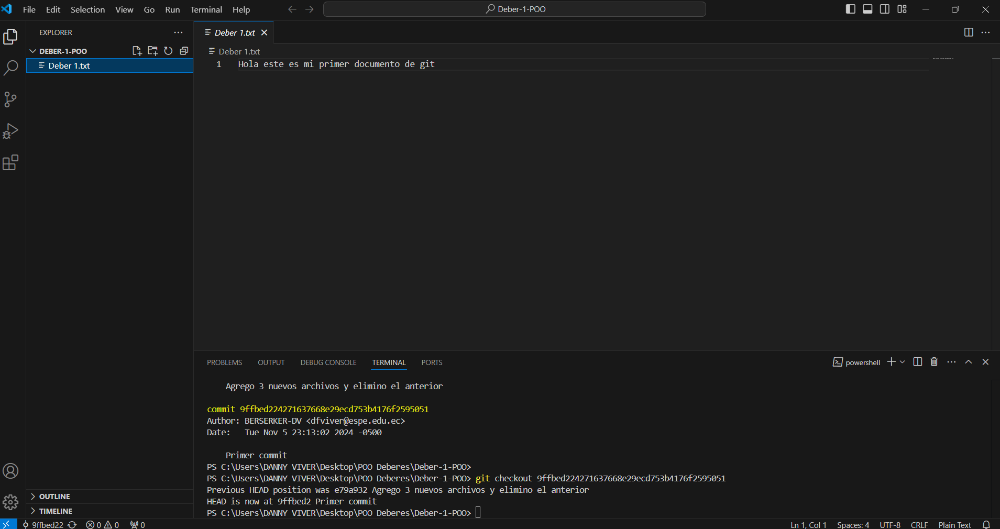 File Edit Selection View Go Run Terminal Help
Deber-1-POO
EXPLORER
DEBER-1-POO
Deber 1.txt
Deber 1.txt
Deber 1.txt
1 Hola este es mi primer documento de git
PROBLEMS OUTPUT DEBUG CONSOLE TERMINAL PORTS
powershell
Agrego 3 nuevos archivos y elimino el anterior
commit 9ffbed224271637668e29ecd753b4176f2595051
Author: BERSERKER-DV <dfviver@espe.edu.ec>
Date:   Tue Nov 5 23:13:02 2024 -0500
Primer commit
PS C:\Users\DANNY VIVER\Desktop\POO Deberes\Deber-1-POO>
PS C:\Users\DANNY VIVER\Desktop\POO Deberes\Deber-1-POO> git checkout 9ffbed224271637668e29ecd753b4176f2595051
Previous HEAD position was e79a932 Agrego 3 nuevos archivos y elimino el anterior
HEAD is now at 9ffbed2 Primer commit
PS C:\Users\DANNY VIVER\Desktop\POO Deberes\Deber-1-POO>
OUTLINE
TIMELINE
9ffbed22 0 0 0
Ln 1, Col 1 Spaces: 4 UTF-8 CRLF Plain Text